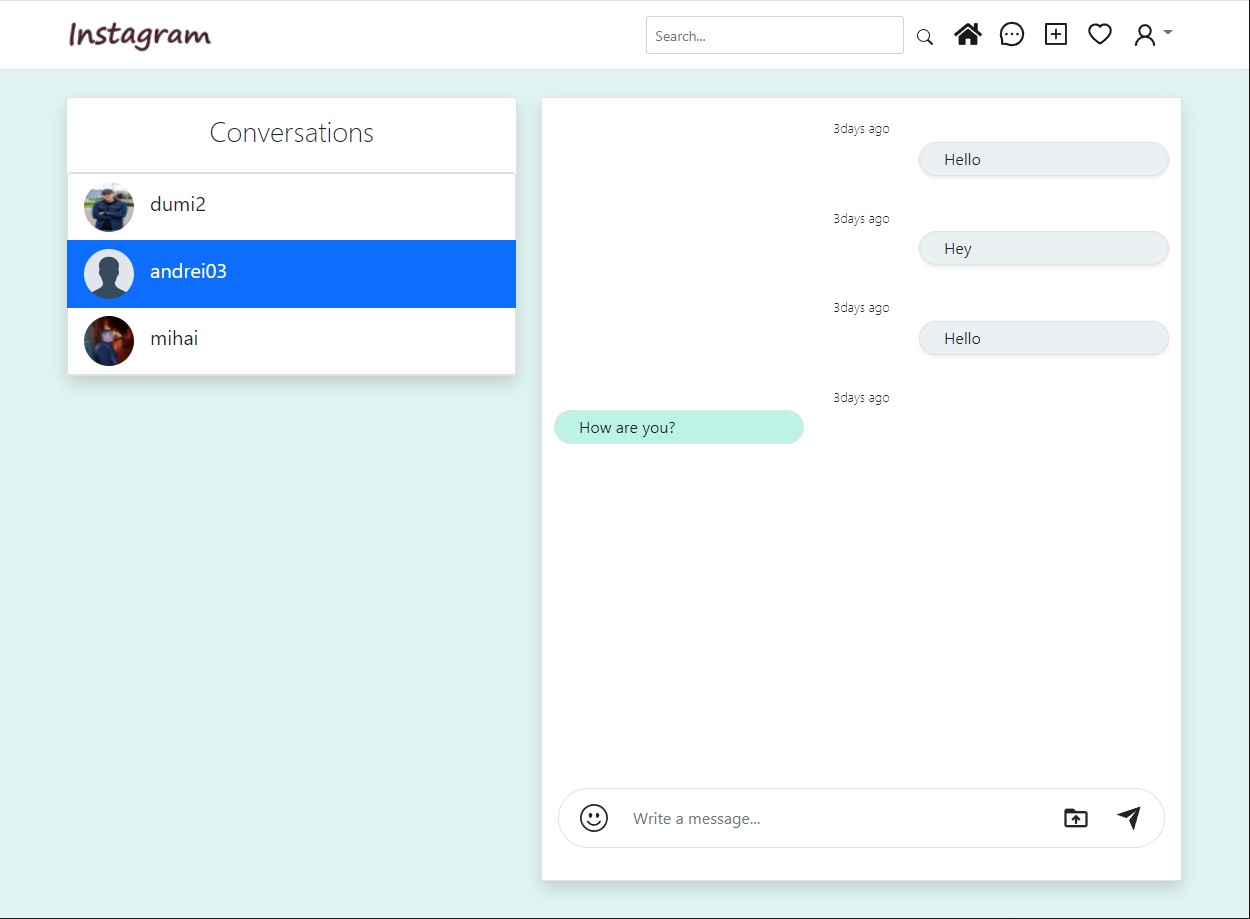 Instagram
Search...
Conversations
dumi2
andrei03
mihai
3days ago
Hello
3days ago
Hey
3days ago
Hello
3days ago
How are you?
Write a message...